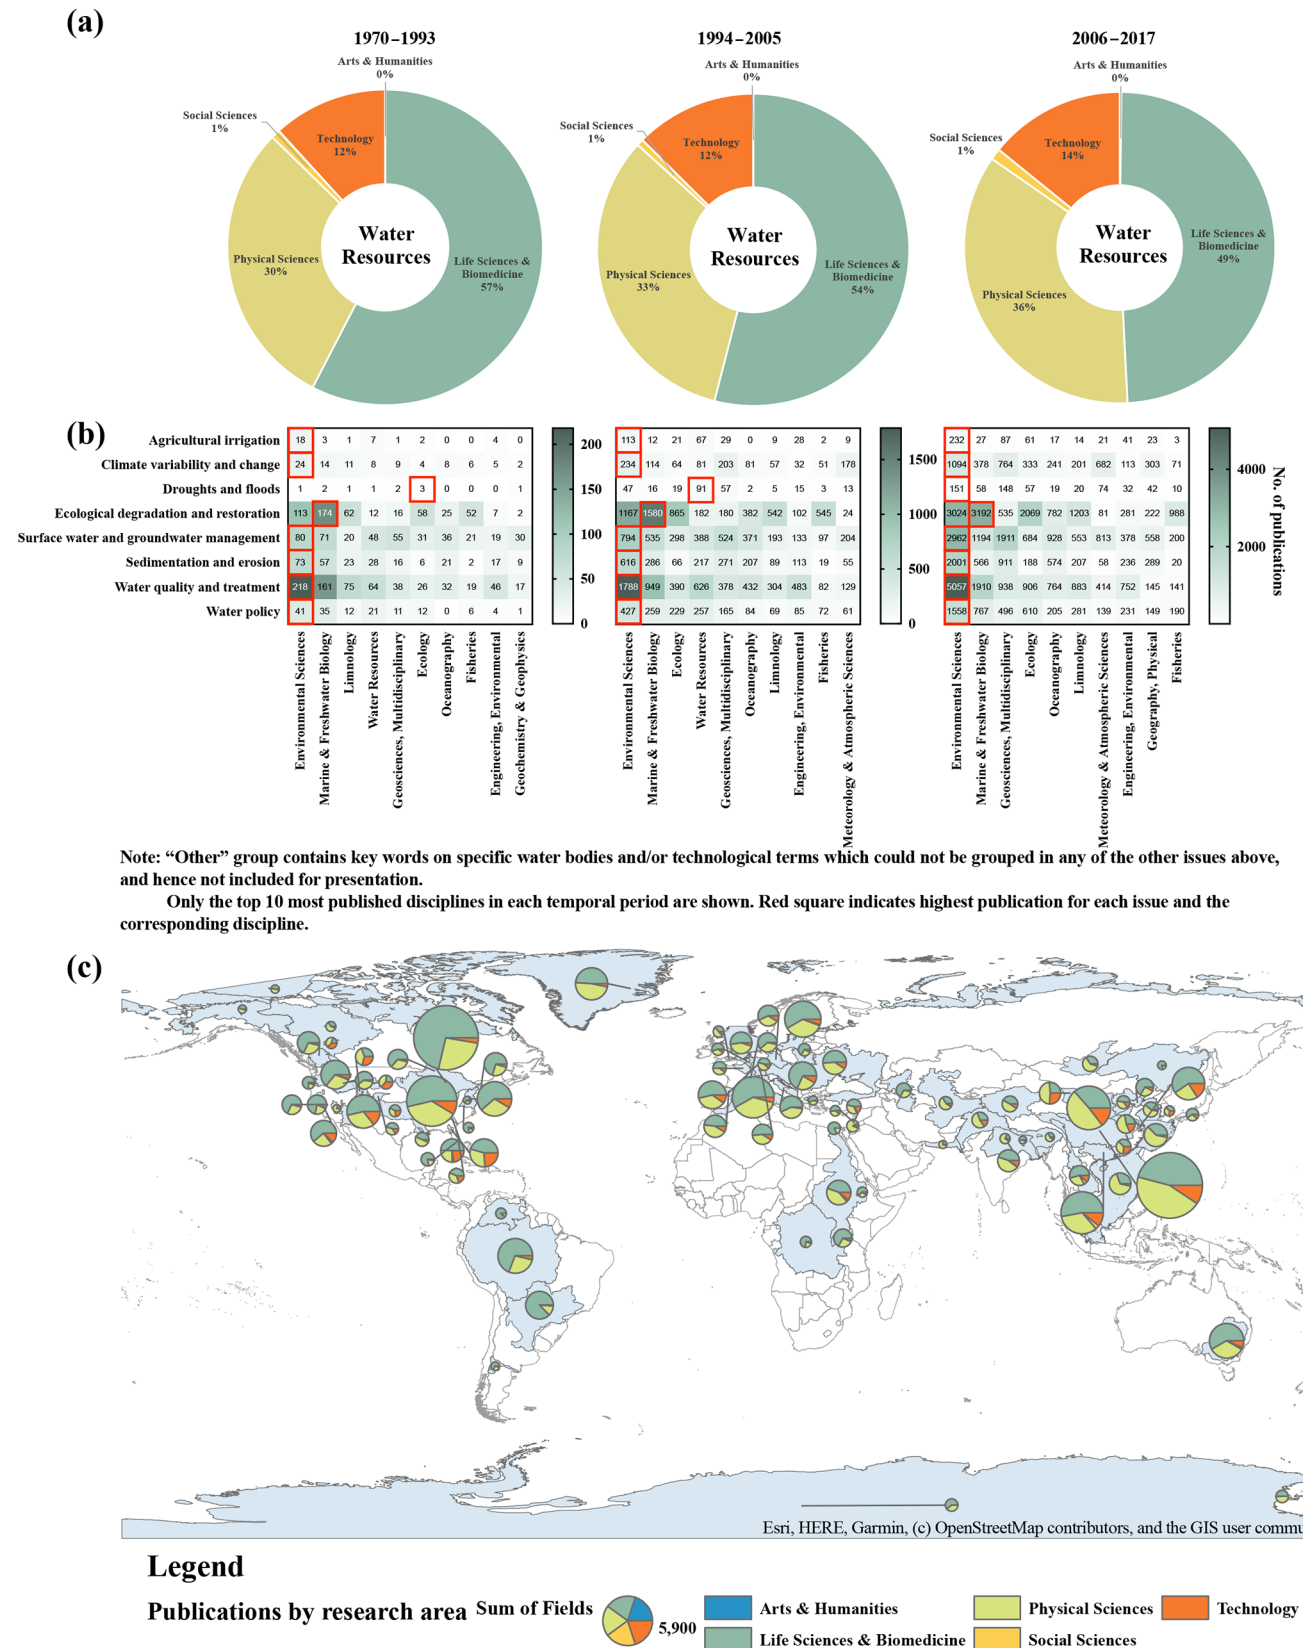 (a)
1970–1993
1994–2005
2006–2017
Arts & Humanities
0%
Social Sciences
1%
Technology
12%
Physical Sciences
30%
Water
Resources
Life Sciences &
Biomedicine
57%
Arts & Humanities
0%
Social Sciences
1%
Technology
12%
Physical Sciences
33%
Water
Resources
Life Sciences &
Biomedicine
54%
Arts & Humanities
0%
Social Sciences
1%
Technology
14%
Physical Sciences
36%
Water
Resources
Life Sciences &
Biomedicine
49%
(b)
Agricultural irrigation 18 3 1 7 1 2 0 0 4 0
Climate variability and change 24 14 11 8 9 4 8 6 5 2
Droughts and floods 1 2 1 1 2 3 0 0 0 1
Ecological degradation and restoration 113 174 62 12 16 58 25 52 7 2
Surface water and groundwater management 80 71 20 48 55 31 36 21 19 30
Sedimentation and erosion 73 57 23 28 16 6 21 2 17 9
Water quality and treatment 218 161 75 64 38 26 32 19 46 17
Water policy 41 35 12 21 11 12 0 6 4 1
200
150
100
50
0
Environmental Sciences
Marine & Freshwater Biology
Limnology
Water Resources
Geosciences, Multidisciplinary
Ecology
Oceanography
Fisheries
Engineering, Environmental
Geochemistry & Geophysics
113 12 21 67 29 0 9 28 2 9
234 114 64 81 203 81 57 32 51 178
47 16 19 91 57 2 5 15 3 13
1167 1580 865 182 180 382 542 102 545 24
794 535 298 388 524 371 193 133 97 204
616 286 66 217 271 207 89 113 19 55
1788 949 390 626 378 432 304 483 82 129
427 259 229 257 165 84 69 85 72 61
1500
1000
500
0
Environmental Sciences
Marine & Freshwater Biology
Ecology
Water Resources
Geosciences, Multidisciplinary
Oceanography
Limnology
Engineering, Environmental
Fisheries
Meteorology & Atmospheric Sciences
232 27 87 61 17 14 21 41 23 3
1094 378 764 333 241 201 682 113 303 71
151 58 148 57 19 20 74 32 42 10
3024 3192 535 2069 782 1203 81 281 222 988
2962 1194 1911 684 928 553 813 378 558 200
2001 566 911 188 574 207 58 236 289 20
5057 1910 938 906 764 883 414 752 145 141
1558 767 496 610 205 281 139 231 149 190
4000
2000
No. of publications
Environmental Sciences
Marine & Freshwater Biology
Geosciences, Multidisciplinary
Ecology
Oceanography
Limnology
Meteorology & Atmospheric Sciences
Engineering, Environmental
Geography, Physical
Fisheries
Note: “Other” group contains key words on specific water bodies and/or technological terms which could not be grouped in any of the other issues above,
and hence not included for presentation.
Only the top 10 most published disciplines in each temporal period are shown. Red square indicates highest publication for each issue and the
corresponding discipline.
(c)
Esri, HERE, Garmin, (c) OpenStreetMap contributors, and the GIS user commu
Legend
Publications by research area
Sum of Fields
5,900
Arts & Humanities
Life Sciences & Biomedicine
Physical Sciences
Social Sciences
Technology